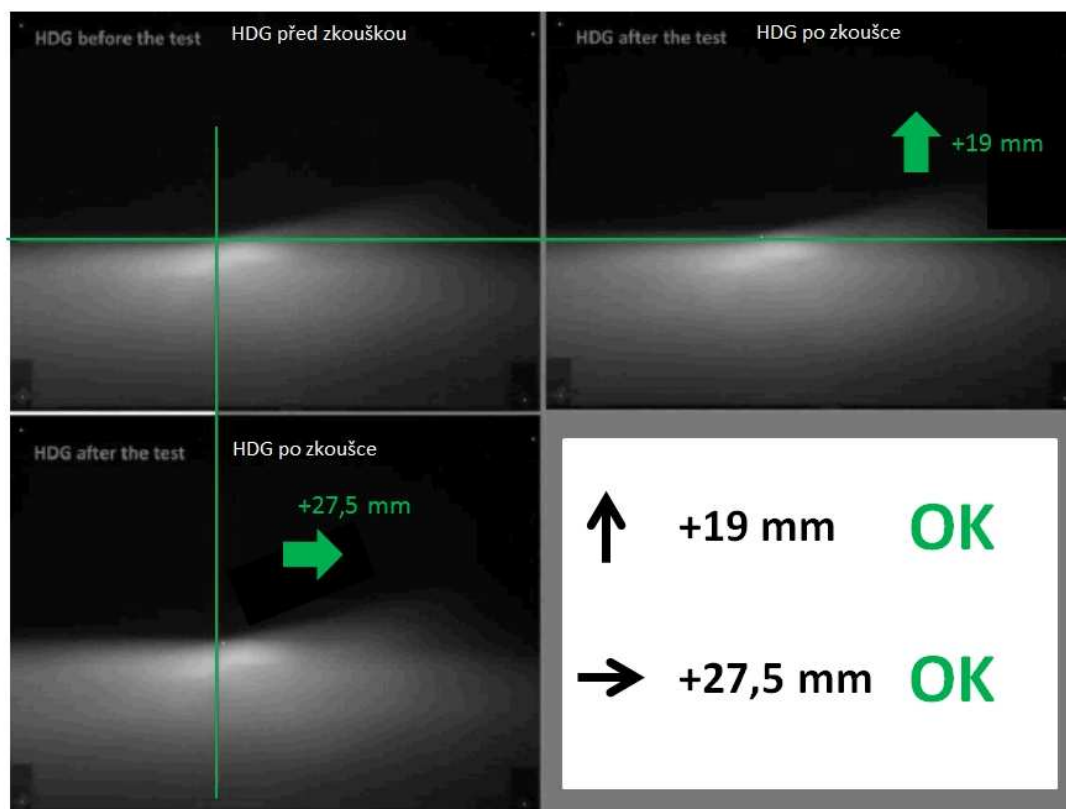 HDG before the test
HDG před zkouškou
HDG after the test
HDG po zkoušce
+19 mm
HDG after the test
HDG po zkoušce
+27,5 mm
+19 mm OK
+27,5 mm OK